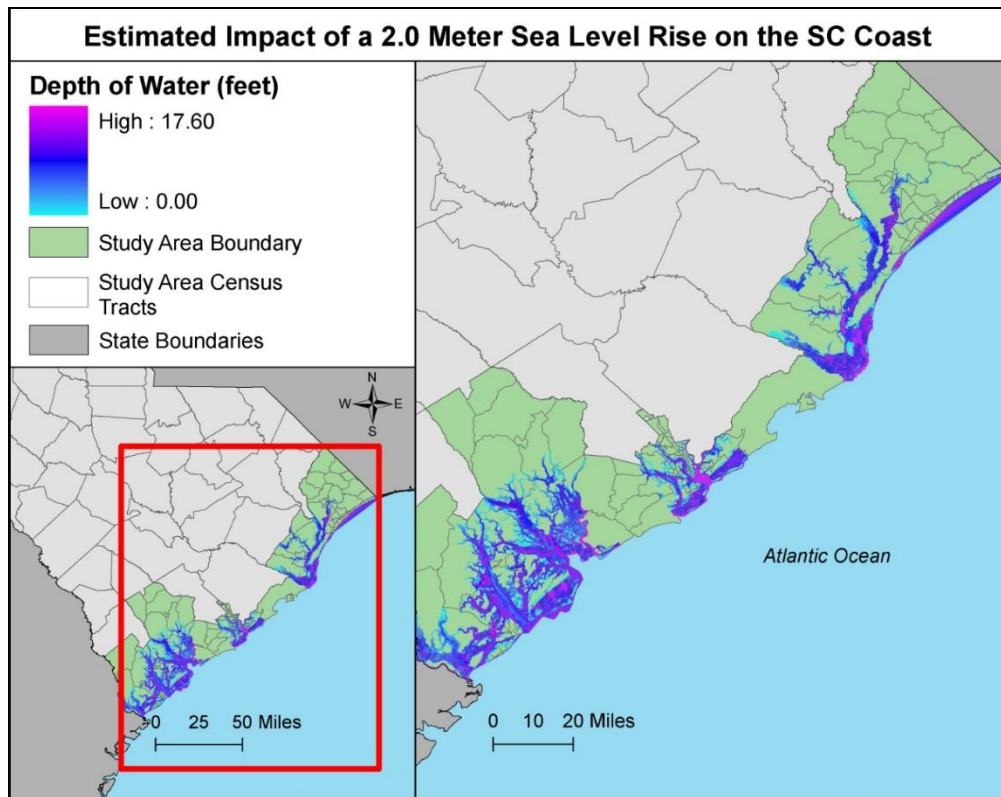 Estimated Impact of a 2.0 Meter Sea Level Rise on the SC Coast
Depth of Water (feet)
High : 17.60
Low : 0.00
Study Area Boundary
Study Area Census
Tracts
State Boundaries
N
W E
S
0 25 50 Miles
Atlantic Ocean
0 10 20 Miles